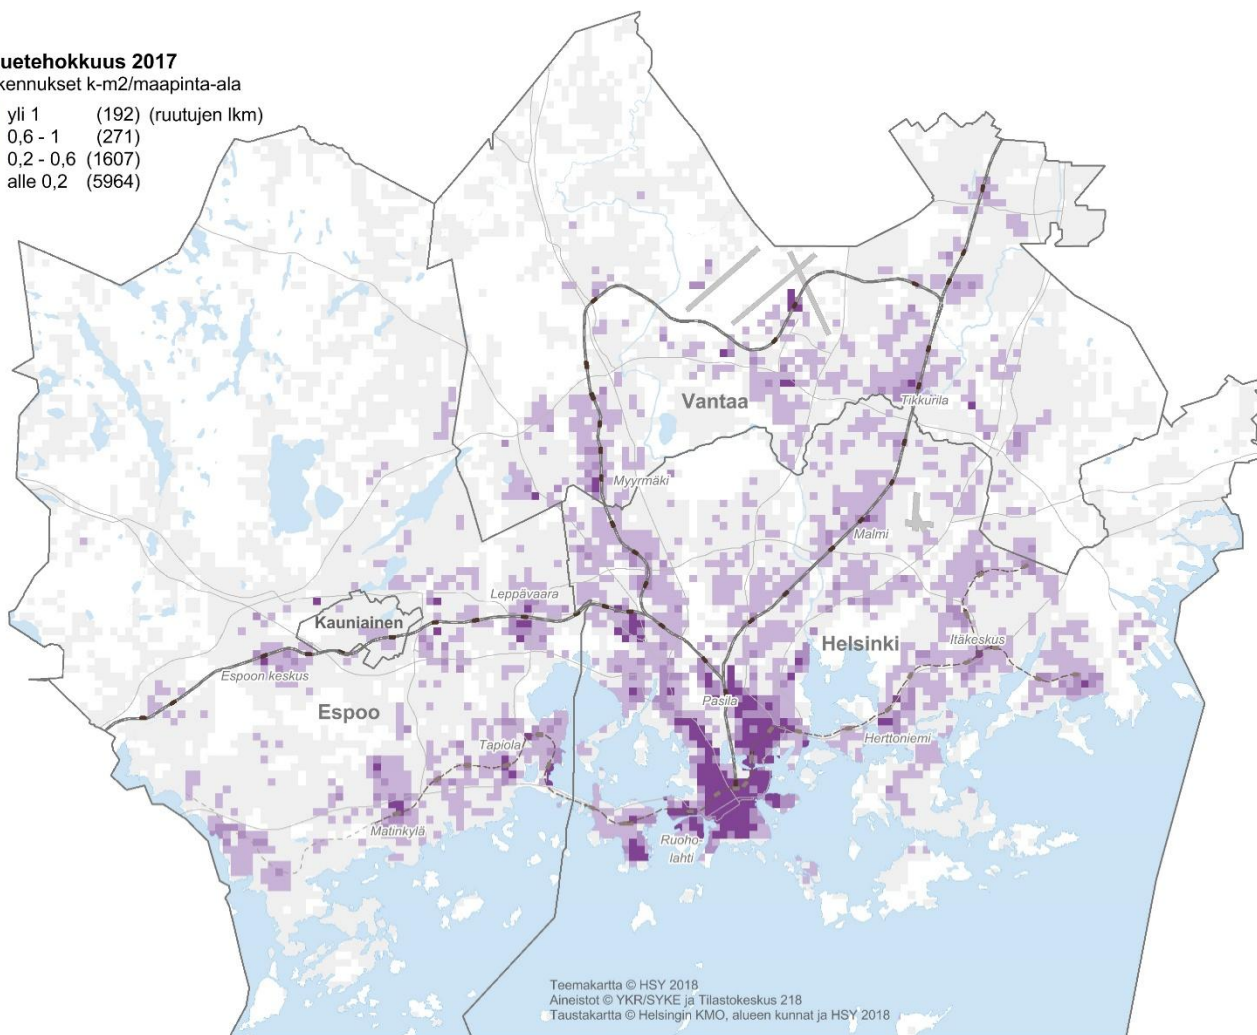 uetehokkuus 2017
kennukset k-m2/maapinta-ala
yli 1 (192) (ruutujen lkm)
0,6 - 1 (271)
0,2 - 0,6 (1607)
alle 0,2 (5964)
Vantaa
Tikkurila
Myyrmäki
Malmi
Leppävaara
Kauniainen
Helsinki
Itäkeskus
Espoon keskus
Espoo
Pasila
Tapiola
Herttoniemi
Matinkylä
Ruoho-
lahti
Teemakartta © HSY 2018
Aineistot © YKR/SYKE ja Tilastokeskus 218
Taustakartta © Helsingin KMO, alueen kunnat ja HSY 2018